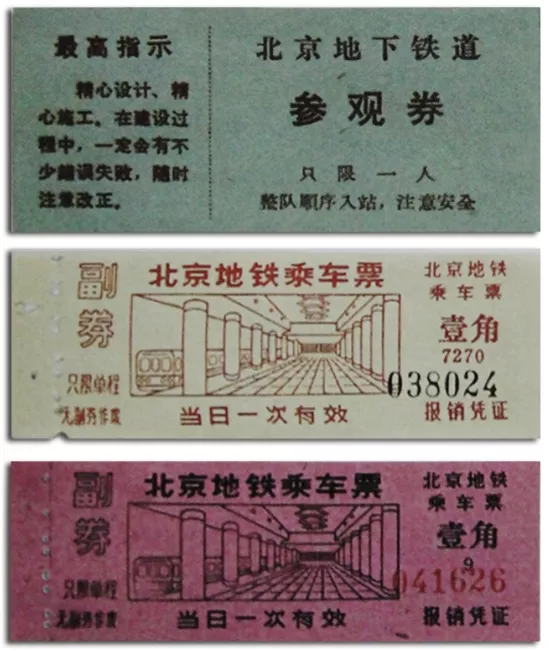 最高指示
精心设计、精
心施工。在建设过
程中，一定会有不
少错误失败，随时
注意改正。
北京地下铁道
参观券
只限一人
整队顺序入站，注意安全
副券
只限单程
无副券作废
北京地铁乘车票
当日一次有效
北京地铁
乘车票
壹角
7270
038024
报销凭证
副券
只限单程
无副券作废
北京地铁乘车票
当日一次有效
北京地铁
乘车票
壹角
9
041626
报销凭证